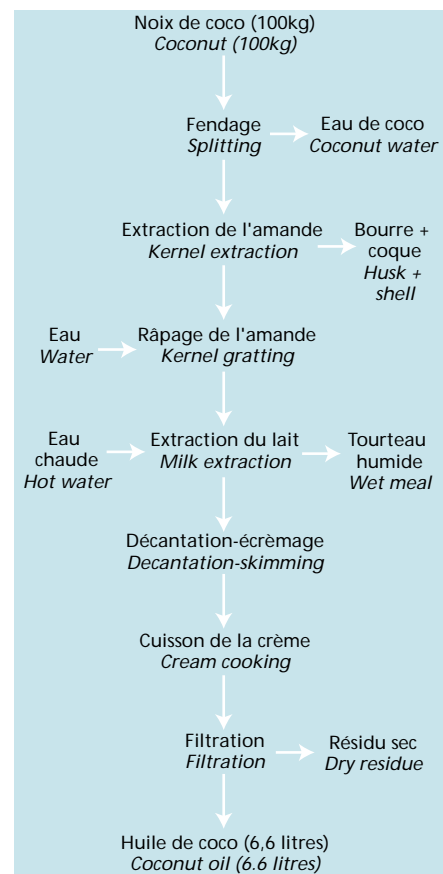 Noix de coco (100kg)
Coconut (100kg)
Fendage
Splitting
Eau de coco
Coconut water
Extraction de l'amande
Kernel extraction
Bourre +
coque
Husk +
shell
Eau
Water
Râpage de l'amande
Kernel gratting
Eau
chaude
Hot water
Extraction du lait
Milk extraction
Tourteau
humide
Wet meal
Décantation-écrèmage
Decantation-skimming
Cuisson de la crème
Cream cooking
Filtration
Filtration
Résidu sec
Dry residue
Huile de coco (6,6 litres)
Coconut oil (6.6 litres)